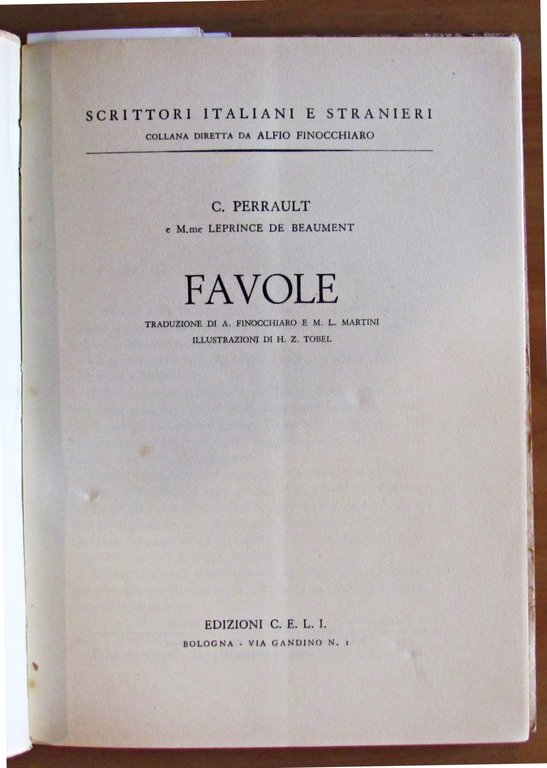 SCRITTORI ITALIANI E STRANIERI
COLLANA DIRETTA DA ALFIO FINOCCHIARO
C. PERRAULT
e M.me LEPRINCE DE BEAUMENT
FAVOLE
TRADUZIONE DI A. FINOCCHIARO E M. L. MARTINI
ILLUSTRAZIONI DI H. Z. TOBEL
EDIZIONI C. E. L. I.
BOLOGNA - VIA GANDINO N. 1